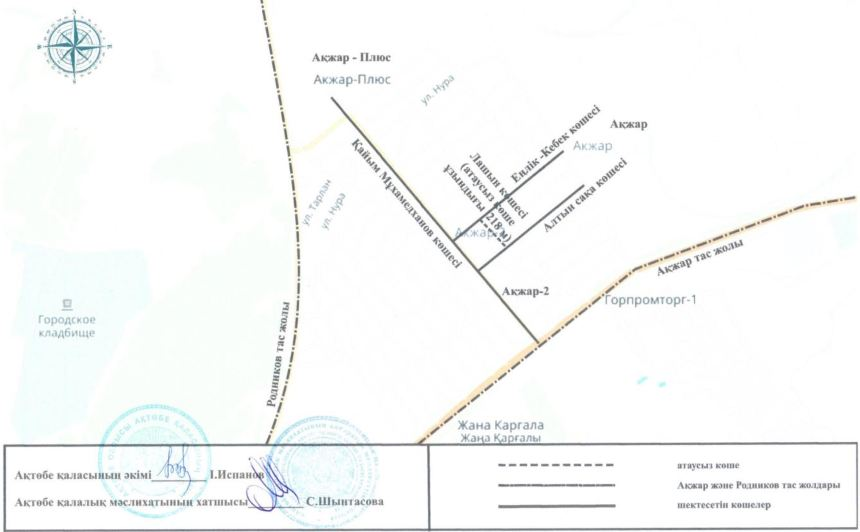 N
W
E
S
Ақжар - Плюс
Акжар-Плюс
ул. Нура
Еңлік -Кебек көшесі
Ақжар
Акжар
Лашын көшесі
(атаусыз көше
ұзындығы 218 м)
Алтын сақа көшесі
Қайым Мұхамедханов көшесі
ул. Тарлан
ул. Нура
Акжар-2
Ақжар тас жолы
Ақжар-2
Горпромторг-1
Городское
кладбище
Родников тас жолы
Жана Каргала
Жаңа Қарғалы
Ақтөбе қаласының әкімі І.Испанов
Ақтөбе қалалық мәслихатының хатшысы С.Шынтасова
атаусыз көше
Ақжар және Родников тас жолдары
шектесетін көшелер